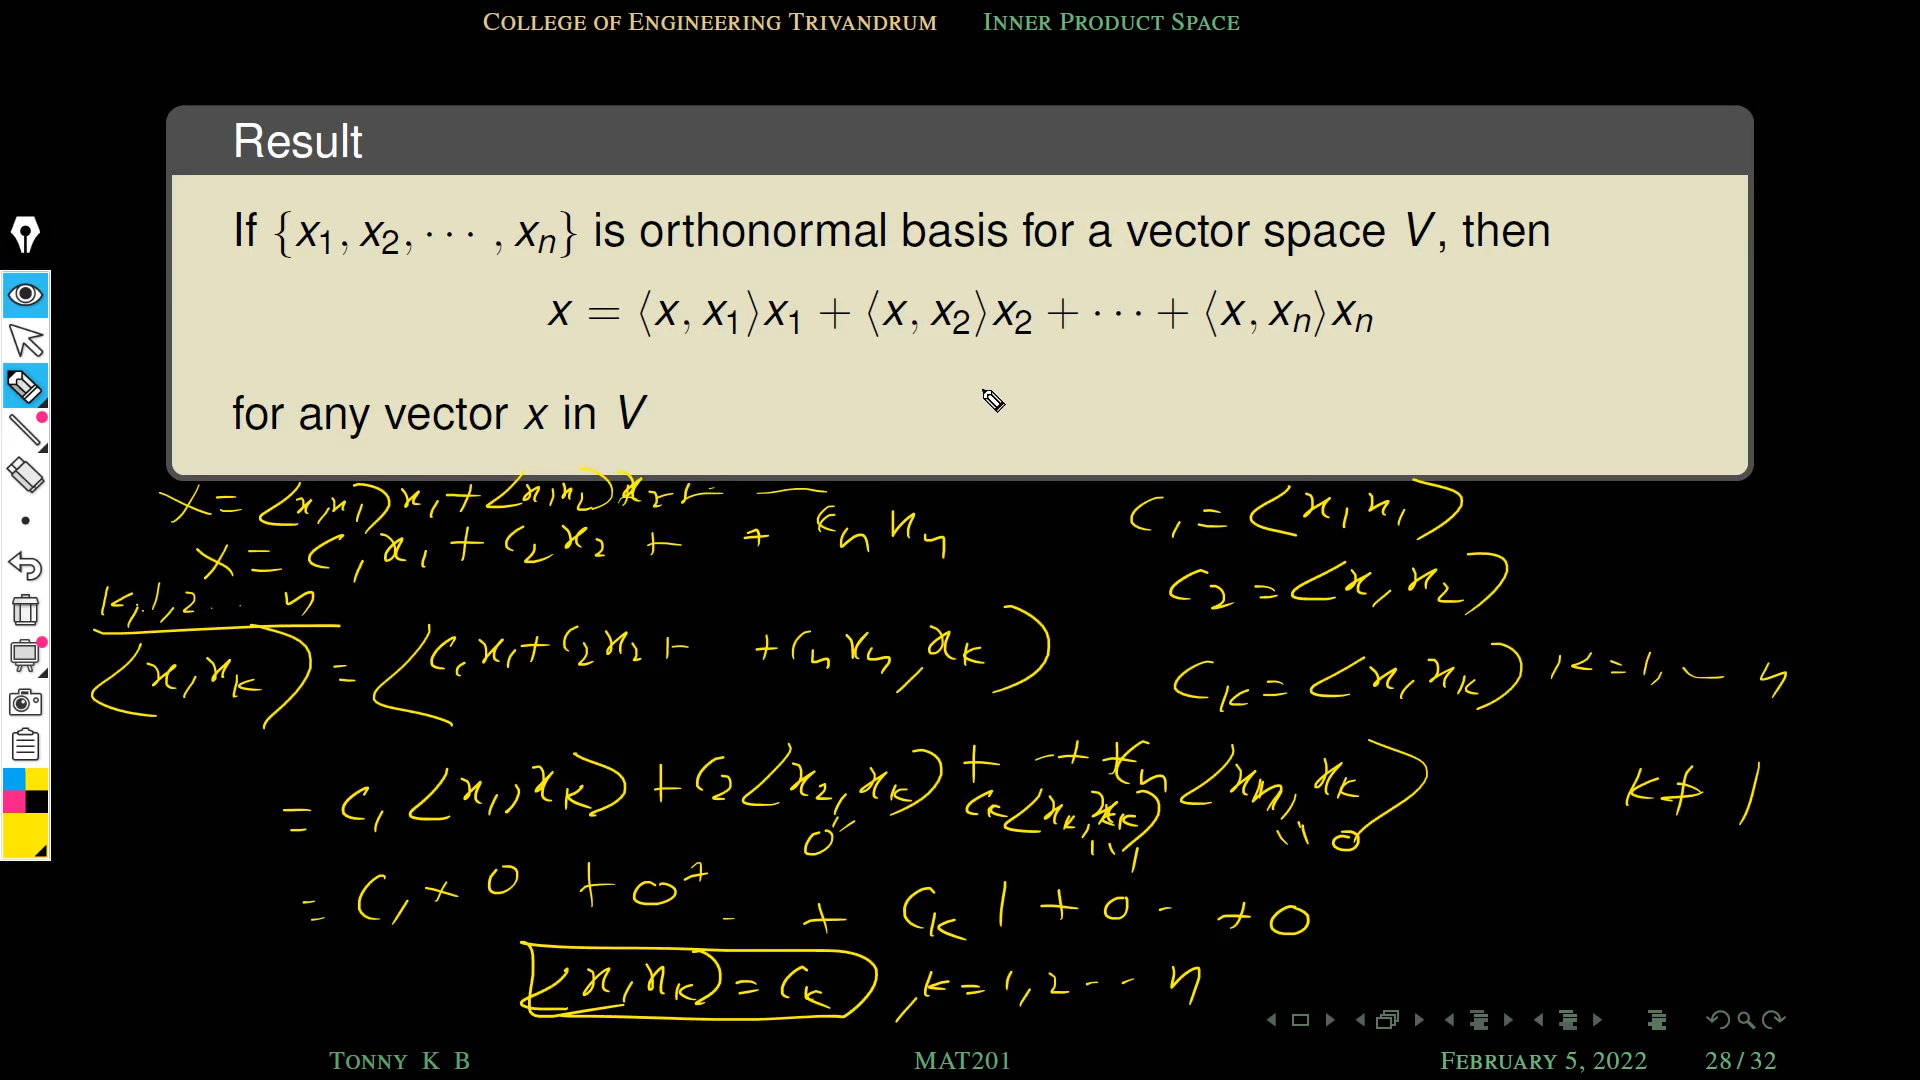 COLLEGE OF ENGINEERING TRIVANDRUM INNER PRODUCT SPACE
Result
If {x₁, x₂, ⋯ , xₙ} is orthonormal basis for a vector space V, then
x = ⟨x, x₁⟩x₁ + ⟨x, x₂⟩x₂ + ⋯ + ⟨x, xₙ⟩xₙ
for any vector x in V
x = ⟨x, x₁⟩ x₁ + ⟨x, x₂⟩ x₂ + —
x = c₁x₁ + c₂x₂ + + cₙxₙ
k, 1, 2 . . n
⟨x, xₖ⟩ = ⟨c₁x₁ + c₂x₂ + + cₙxₙ, xₖ⟩
= c₁⟨x₁, xₖ⟩ + c₂⟨x₂, xₖ⟩ + - + + cₙ⟨xₙ, xₖ⟩
cₖ⟨xₖ, xₖ⟩
0 1 0
= c₁ × 0 + 0 + - + cₖ 1 + 0 - + 0
⟨x, xₖ⟩ = cₖ , k = 1, 2 - - n
c₁ = ⟨x, x₁⟩
c₂ = ⟨x, x₂⟩
cₖ = ⟨x, xₖ⟩ k = 1, — n
k ≠ 1
TONNY K B MAT201 FEBRUARY 5, 2022 28 / 32